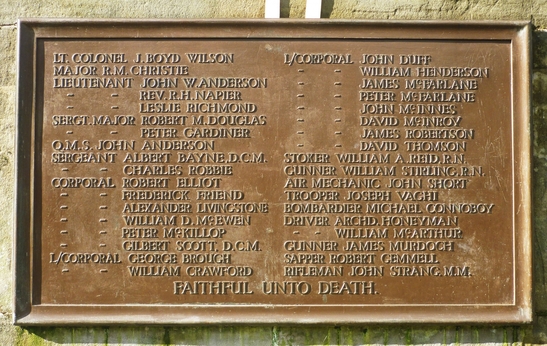 LT. COLONEL J. BOYD WILSON
MAJOR R.M. CHRISTIE
LIEUTENANT JOHN W. ANDERSON
- - REV. R.H. NAPIER
- - LESLIE RICHMOND
SERGT. MAJOR ROBERT M. DOUGLAS
- - PETER GARDINER
Q.M.S. JOHN ANDERSON
SERGEANT ALBERT BAYNE, D.C.M.
- - CHARLES ROBBIE
CORPORAL ROBERT ELLIOT
- - FREDERICK FRIEND
- - ALEXANDER LIVINGSTONE
- - WILLIAM D. McEWEN
- - PETER McKILLOP
- - GILBERT SCOTT, D.C.M.
L/CORPORAL GEORGE BROUGH
- - WILLIAM CRAWFORD
L/CORPORAL JOHN DUFF
- - WILLIAM HENDERSON
- - JAMES McFARLANE
- - PETER McFARLANE
- - JOHN McINNES
- - DAVID McINROY
- - JAMES ROBERTSON
- - DAVID THOMSON
STOKER WILLIAM A. REID, R.N.
GUNNER WILLIAM STIRLING, R.N.
AIR MECHANIC JOHN SHORT
TROOPER JOSEPH VAGHI
BOMBARDIER MICHAEL CONNOBOY
DRIVER ARCHD HONEYMAN
- - WILLIAM McARTHUR
GUNNER JAMES MURDOCH
SAPPER ROBERT GEMMELL
RIFLEMAN JOHN STRANG, M.M.
FAITHFUL UNTO DEATH.